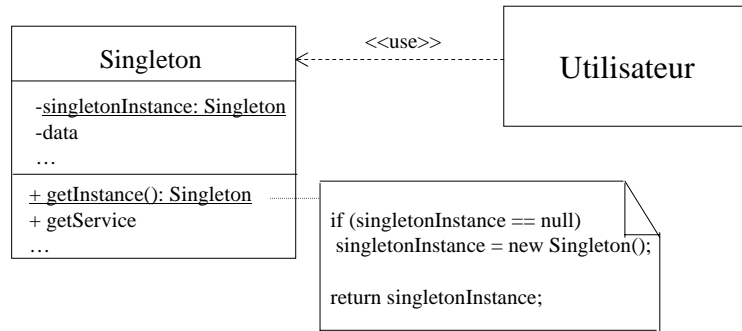 Singleton
-singletonInstance: Singleton
-data
…
+ getInstance(): Singleton
+ getService
…
<<use>>
Utilisateur
if (singletonInstance == null)
singletonInstance = new Singleton();
return singletonInstance;